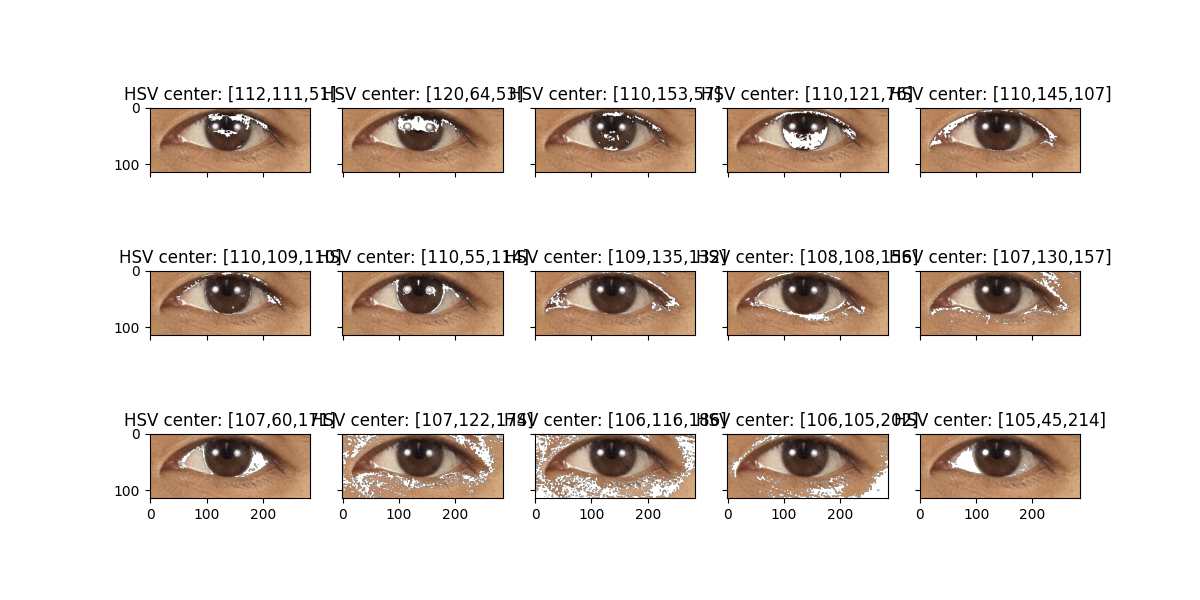 HSV center: [112,111,51] HSV center: [120,64,53] HSV center: [110,153,57] HSV center: [110,121,76] HSV center: [110,145,107]
0
100
HSV center: [110,109,110] HSV center: [110,55,114] HSV center: [109,135,132] HSV center: [108,108,156] HSV center: [107,130,157]
0
100
HSV center: [107,60,171] HSV center: [107,122,174] HSV center: [106,116,186] HSV center: [106,105,202] HSV center: [105,45,214]
0
100
0 100 200 0 100 200 0 100 200 0 100 200 0 100 200